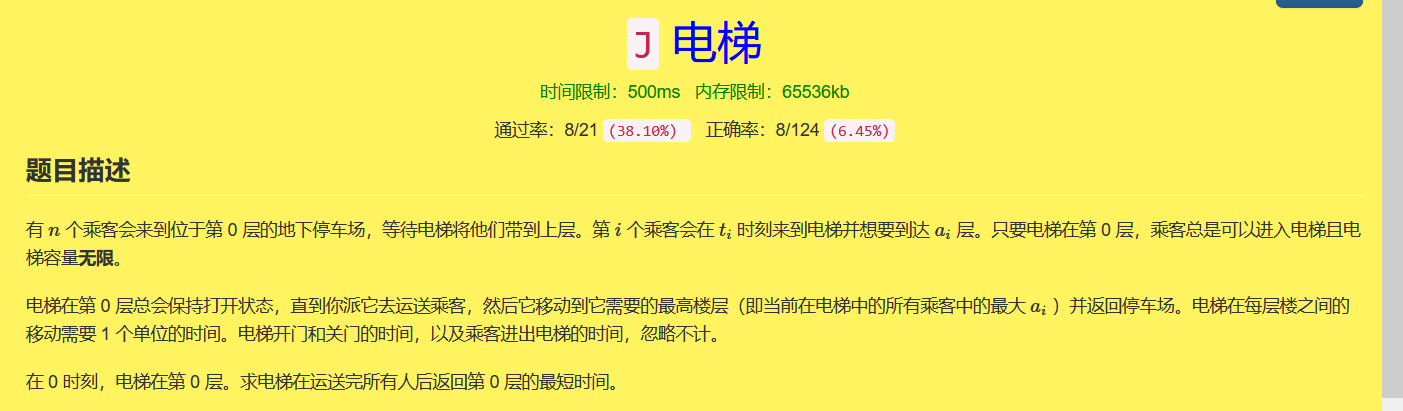 J 电梯
时间限制：500ms 内存限制：65536kb
通过率：8/21 (38.10%) 正确率：8/124 (6.45%)
题目描述
有 n 个乘客会来到位于第 0 层的地下停车场，等待电梯将他们带到上层。第 i 个乘客会在 tᵢ 时刻来到电梯并想要到达 aᵢ 层。只要电梯在第 0 层，乘客总是可以进入电梯且电
梯容量无限。
电梯在第 0 层总会保持打开状态，直到你派它去运送乘客，然后它移动到它需要的最高楼层（即当前在电梯中的所有乘客中的最大 aᵢ ）并返回停车场。电梯在每层楼之间的
移动需要 1 个单位的时间。电梯开门和关门的时间，以及乘客进出电梯的时间，忽略不计。
在 0 时刻，电梯在第 0 层。求电梯在运送完所有人后返回第 0 层的最短时间。